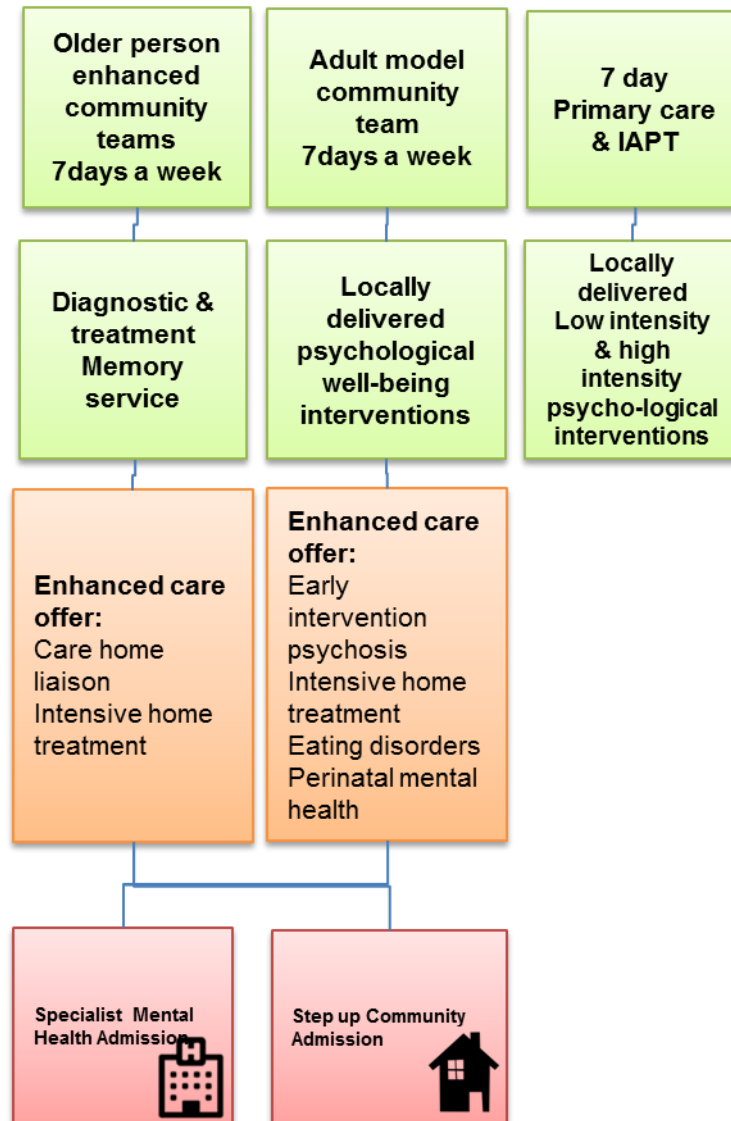 Older person
enhanced
community
teams
7days a week
Adult model
community
team
7days a week
7 day
Primary care
& IAPT
Diagnostic &
treatment
Memory
service
Locally
delivered
psychological
well-being
interventions
Locally
delivered
Low intensity
& high
intensity
psycho-logical
interventions
Enhanced care
offer:
Care home
liaison
Intensive home
treatment
Enhanced care
offer:
Early
intervention
psychosis
Intensive home
treatment
Eating disorders
Perinatal mental
health
Specialist Mental
Health Admission
H
Step up Community
Admission